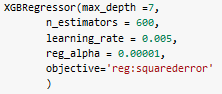 XGBRegressor(max_depth =7,
n_estimators = 600,
learning_rate = 0.005,
reg_alpha = 0.00001,
objective='reg:squarederror'
)